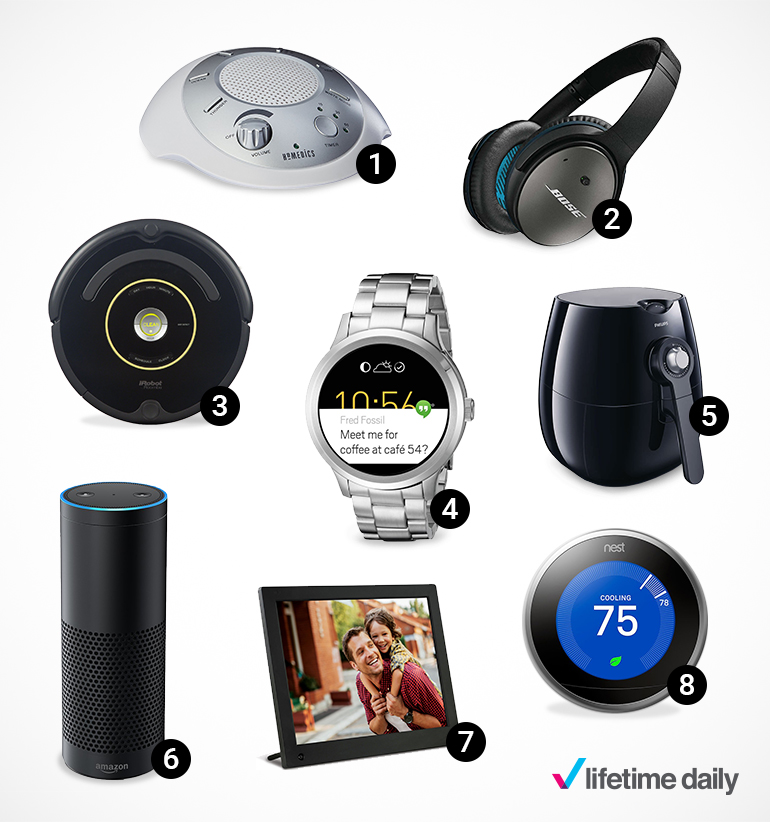 OFF
VOLUME
TIMER
HOMEDICS
1
BOSE
2
CLEAN
iRobot
3
10:56
Fred Fossil
Meet me for
coffee at café 54?
4
PHILIPS
5
amazon
6
7
nest
COOLING
75
78
8
lifetime daily